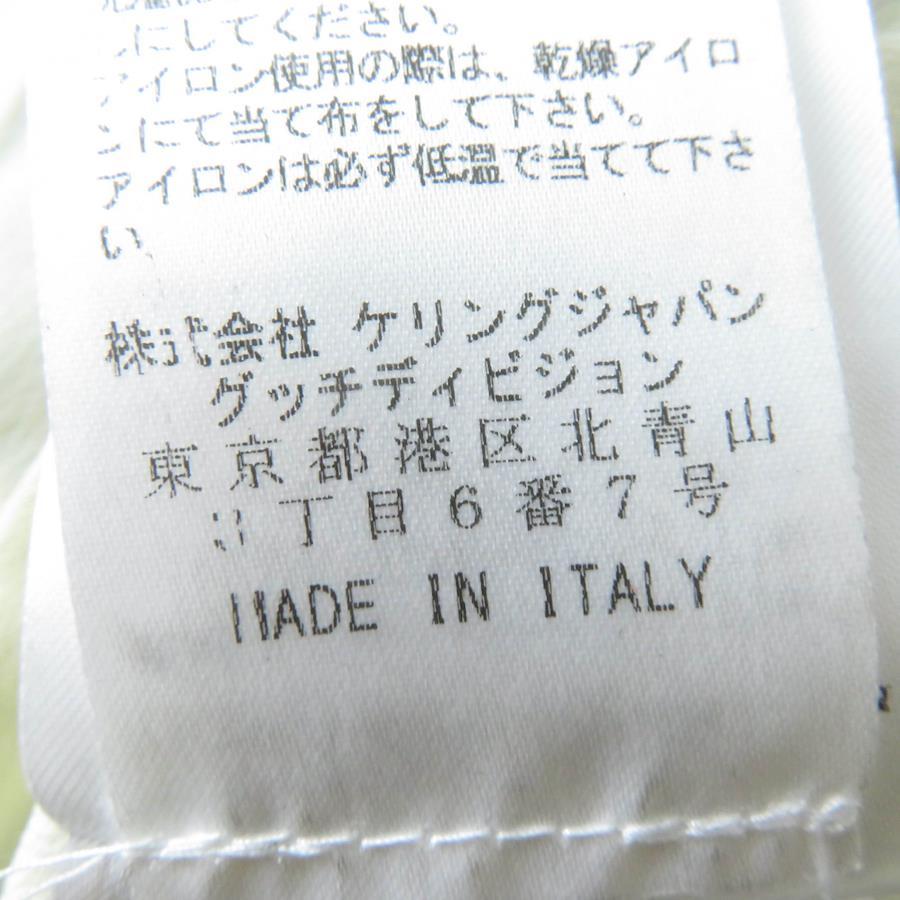 にしてください。
アイロン使用の際は、乾燥アイロ
ンにて当て布をして下さい。
アイロンは必ず低温で当てて下さ
い。
株式会社 ケリングジャパン
グッチディビジョン
東京都港区北青山
3丁目6番7号
MADE IN ITALY